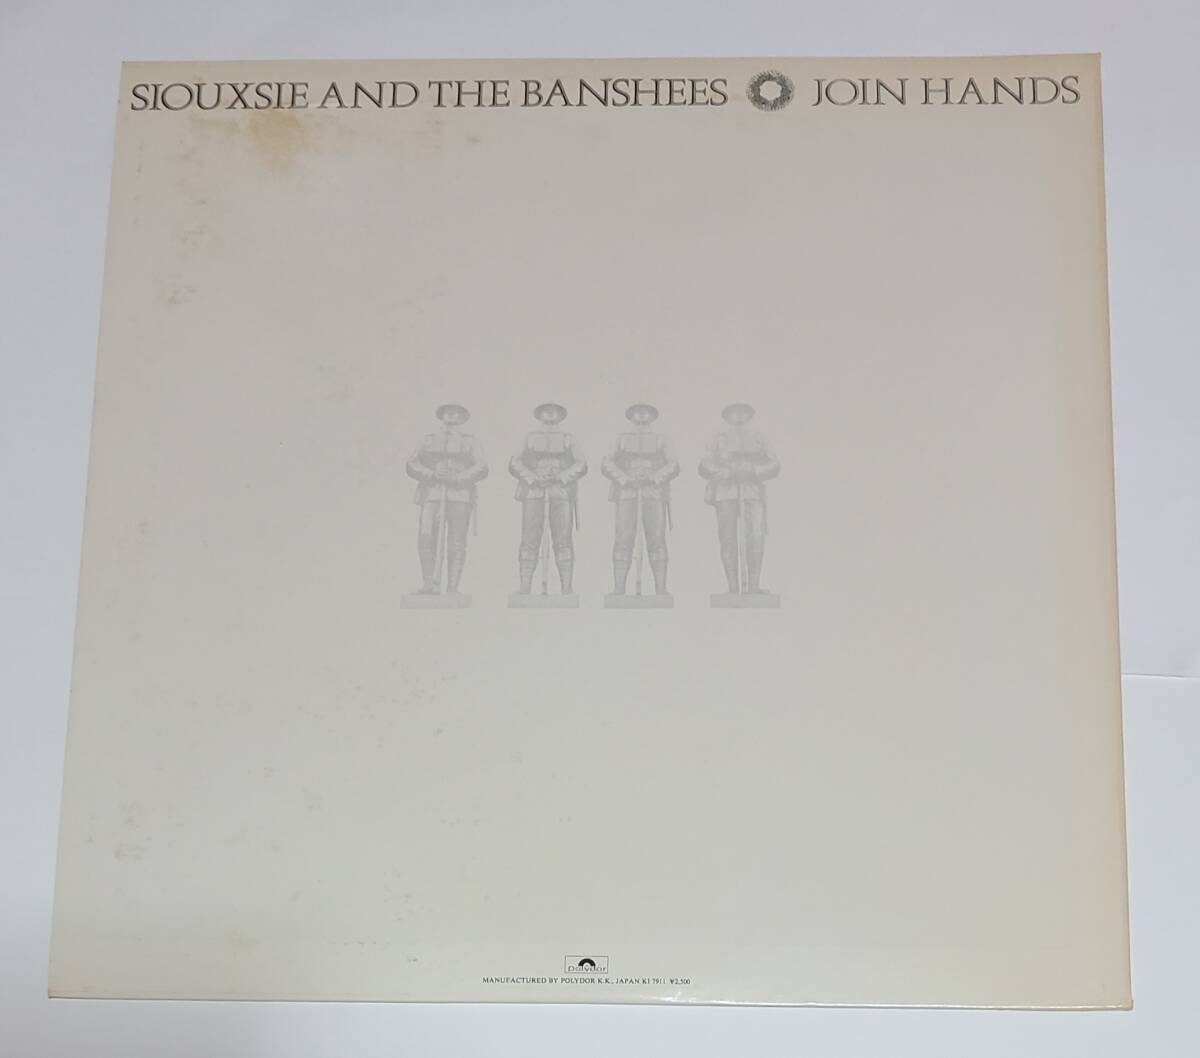 SIOUXSIE AND THE BANSHEES JOIN HANDS
polydor
MANUFACTURED BY POLYDOR K.K., JAPAN KI 7911 ¥2,500